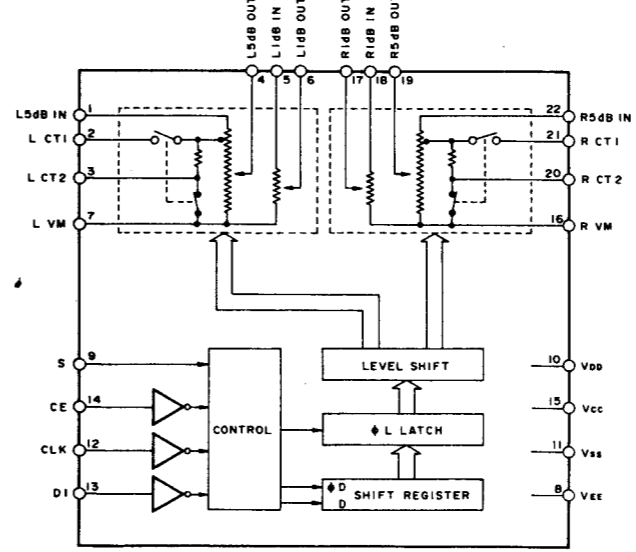 L5dB OUT
L1dB IN
L1dB OUT
R1dB OUT
R1dB IN
R5dB OUT
4
5
6
17
18
19
L5dB IN 1
L CT1 2
L CT2 3
L VM 7
22 R5dB IN
21 R CT1
20 R CT2
16 R VM
S 9
CE 14
CLK 12
DI 13
CONTROL
LEVEL SHIFT
ϕL LATCH
ϕD
D
SHIFT REGISTER
10 VDD
15 VCC
11 VSS
8 VEE